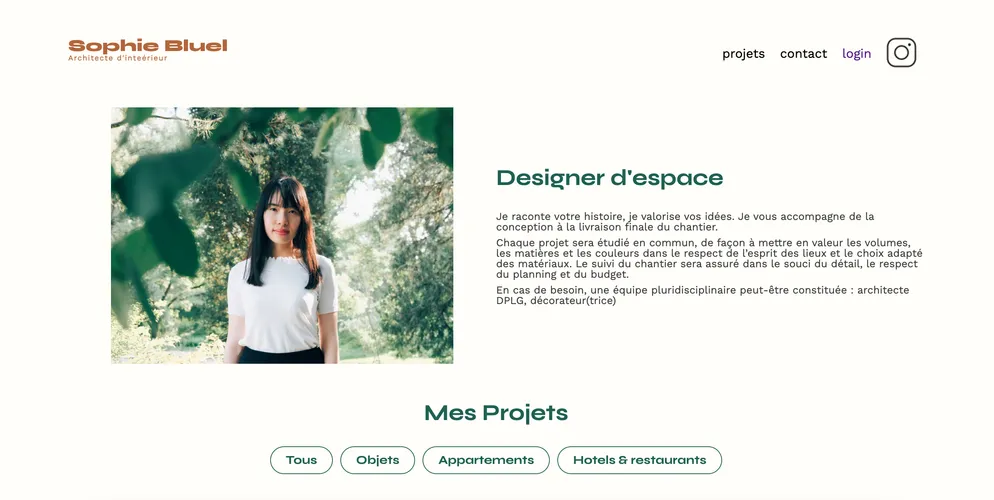 Sophie Bluel
Architecte d'inteérieur
projets contact login
Designer d'espace
Je raconte votre histoire, je valorise vos idées. Je vous accompagne de la
conception à la livraison finale du chantier.
Chaque projet sera étudié en commun, de façon à mettre en valeur les volumes,
les matières et les couleurs dans le respect de l'esprit des lieux et le choix adapté
des matériaux. Le suivi du chantier sera assuré dans le souci du détail, le respect
du planning et du budget.
En cas de besoin, une équipe pluridisciplinaire peut-être constituée : architecte
DPLG, décorateur(trice)
Mes Projets
Tous Objets Appartements Hotels & restaurants